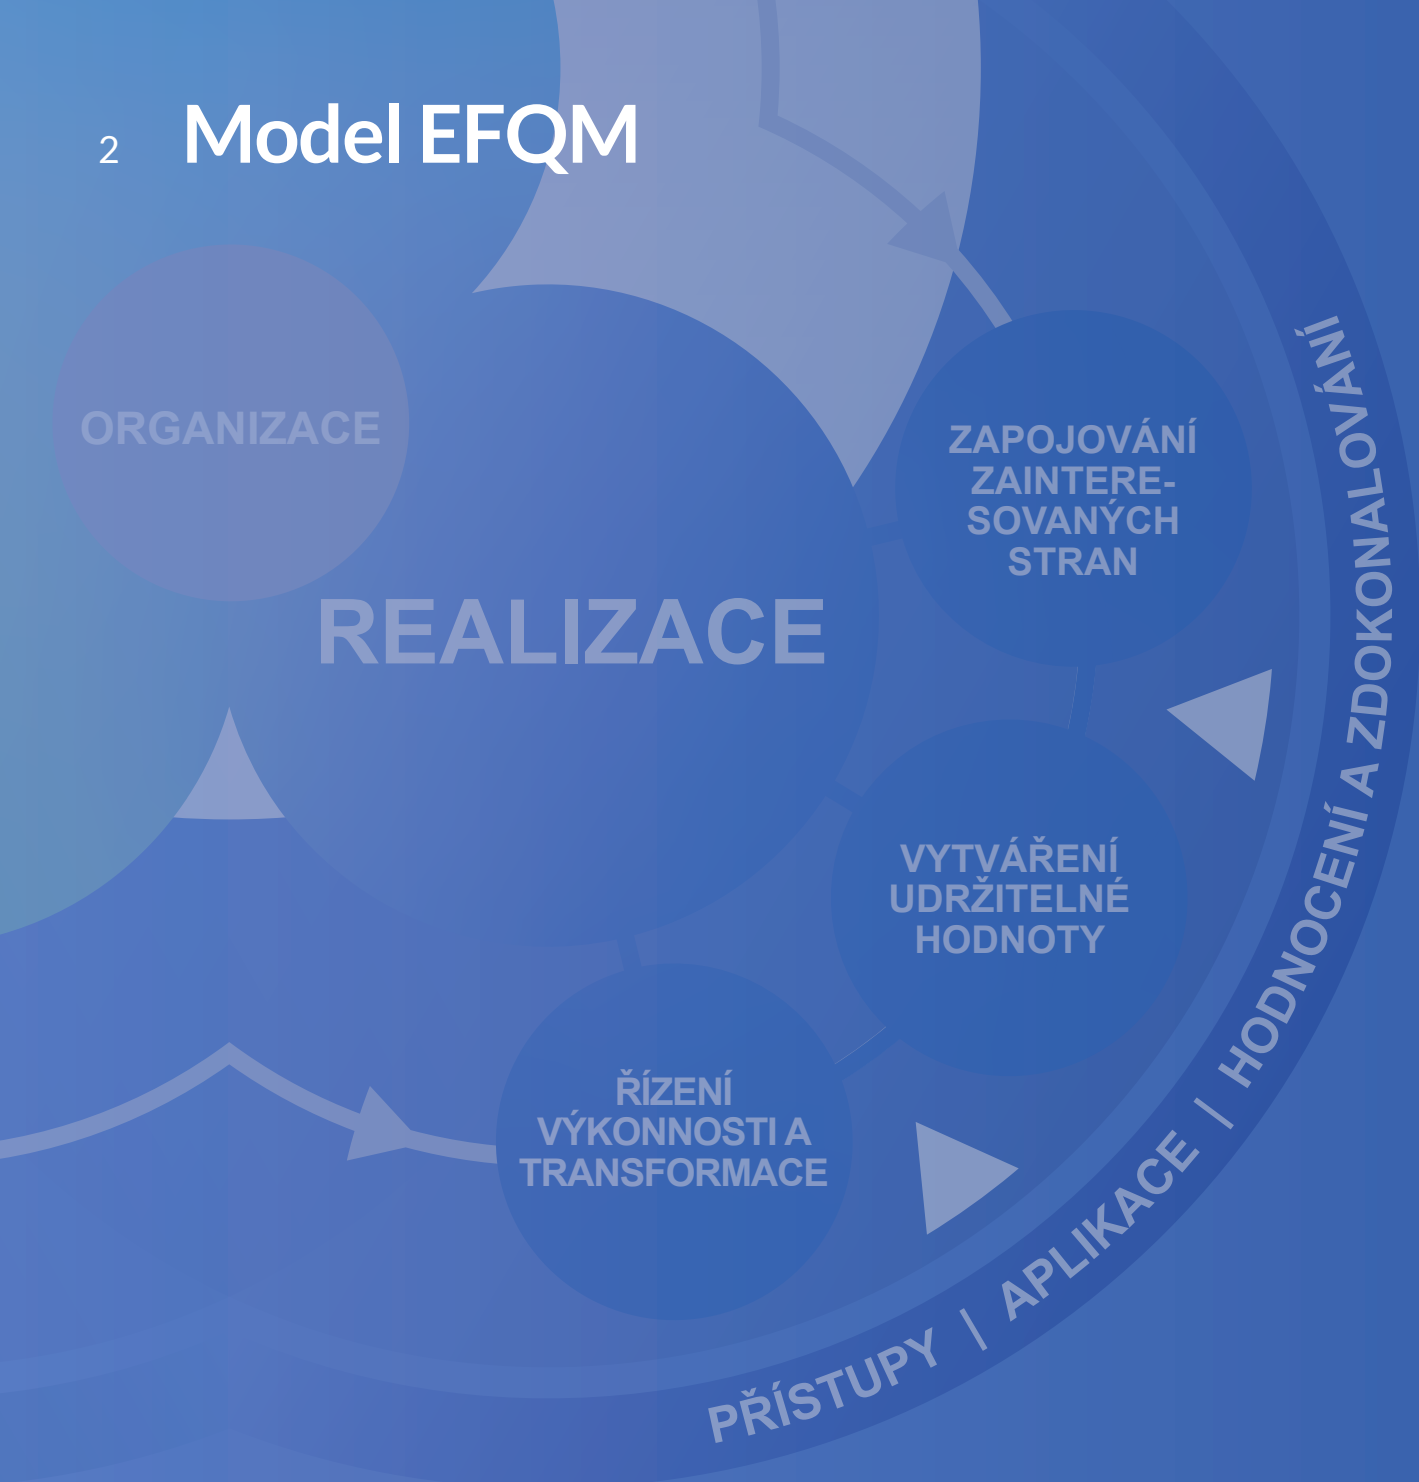 2 Model EFQM
ORGANIZACE
REALIZACE
ZAPOJOVÁNÍ
ZAINTERE-
SOVANÝCH
STRAN
VYTVÁŘENÍ
UDRŽITELNÉ
HODNOTY
ŘÍZENÍ
VÝKONNOSTI A
TRANSFORMACE
PŘÍSTUPY | APLIKACE | HODNOCENÍ A ZDOKONALOVÁNÍ